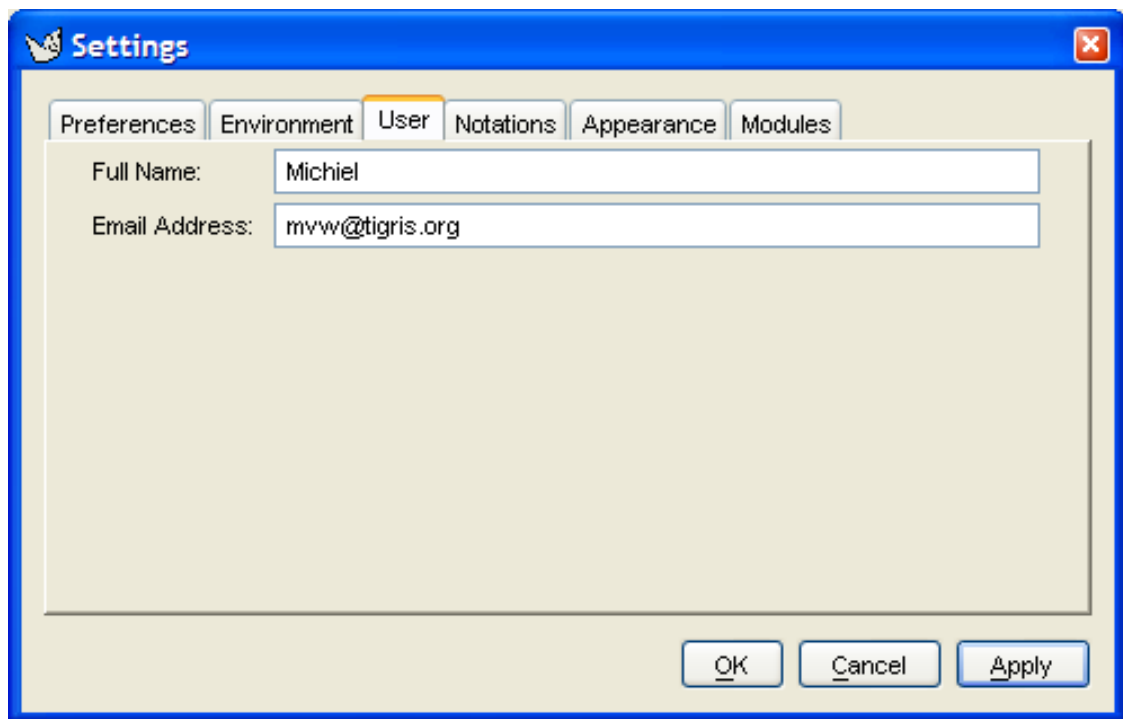 Settings
Preferences Environment User Notations Appearance Modules
Full Name: Michiel
Email Address: mvw@tigris.org
OK Cancel Apply